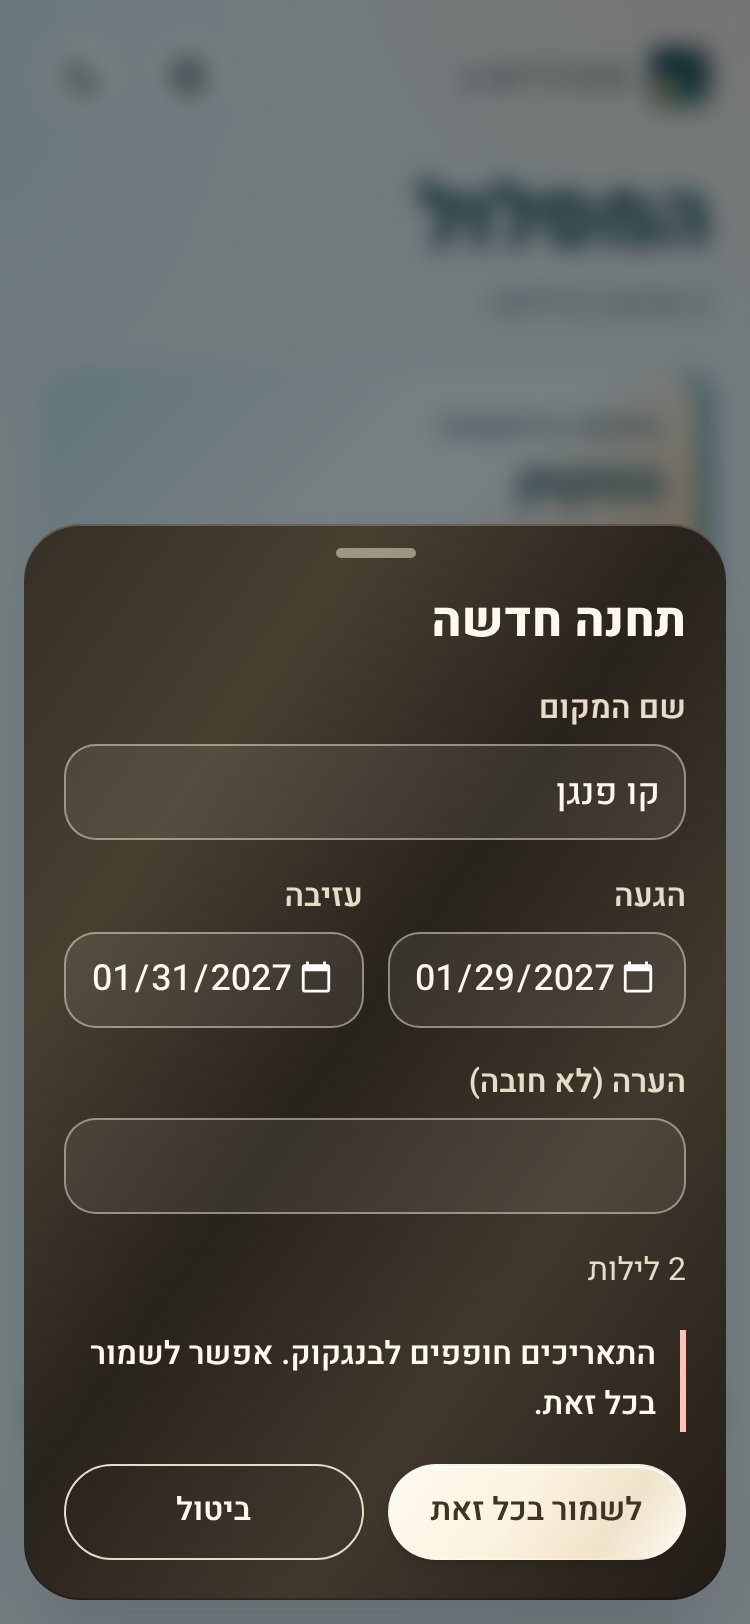 המסלול
תחנה חדשה
שם המקום
קו פנגן
הגעה
עזיבה
01/29/2027
01/31/2027
הערה (לא חובה)
2 לילות
התאריכים חופפים לבנגקוק. אפשר לשמור
בכל זאת.
לשמור בכל זאת
ביטול